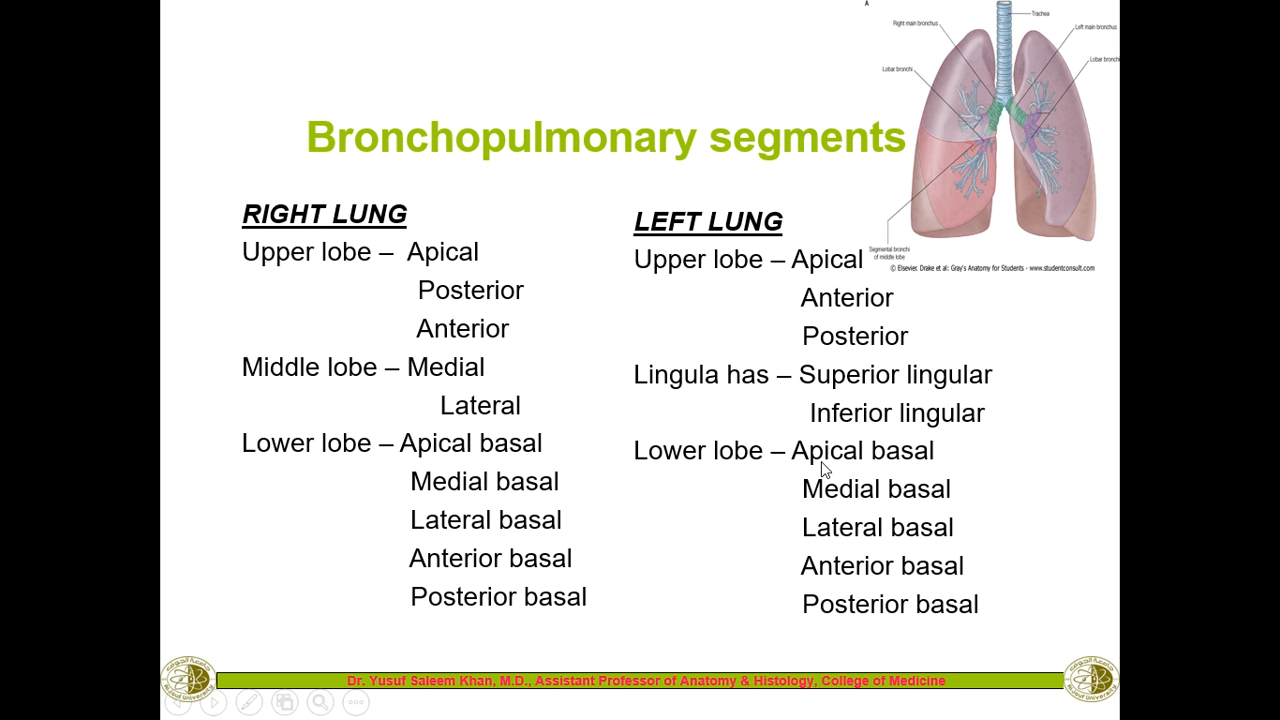 A
Trachea
Right main bronchus
Left main bronchus
Lobar bronchi
Lobar bronchi
Segmental bronchi
of middle lobe
© Elsevier. Drake et al: Gray's Anatomy for Students - www.studentconsult.com
Bronchopulmonary segments
RIGHT LUNG
Upper lobe – Apical
Posterior
Anterior
Middle lobe – Medial
Lateral
Lower lobe – Apical basal
Medial basal
Lateral basal
Anterior basal
Posterior basal
LEFT LUNG
Upper lobe – Apical
Anterior
Posterior
Lingula has – Superior lingular
Inferior lingular
Lower lobe – Apical basal
Medial basal
Lateral basal
Anterior basal
Posterior basal
Dr. Yusuf Saleem Khan, M.D., Assistant Professor of Anatomy & Histology, College of Medicine